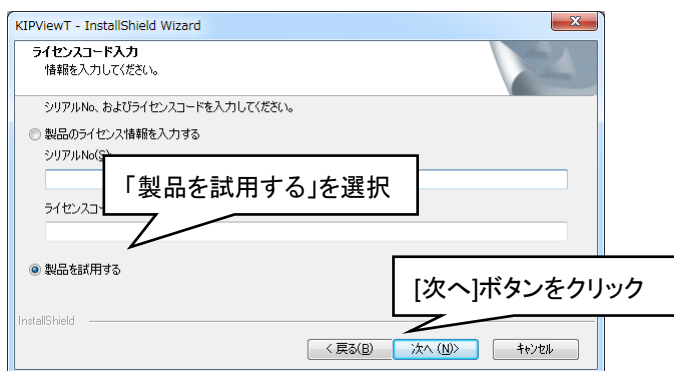 KIPViewT - InstallShield Wizard
ライセンスコード入力
情報を入力してください。
シリアルNo、およびライセンスコードを入力してください。
製品のライセンス情報を入力する
シリアルNo(S)
「製品を試用する」を選択
ライセンスコ
製品を試用する
[次へ]ボタンをクリック
InstallShield
< 戻る(B)
次へ (N)>
キャンセル